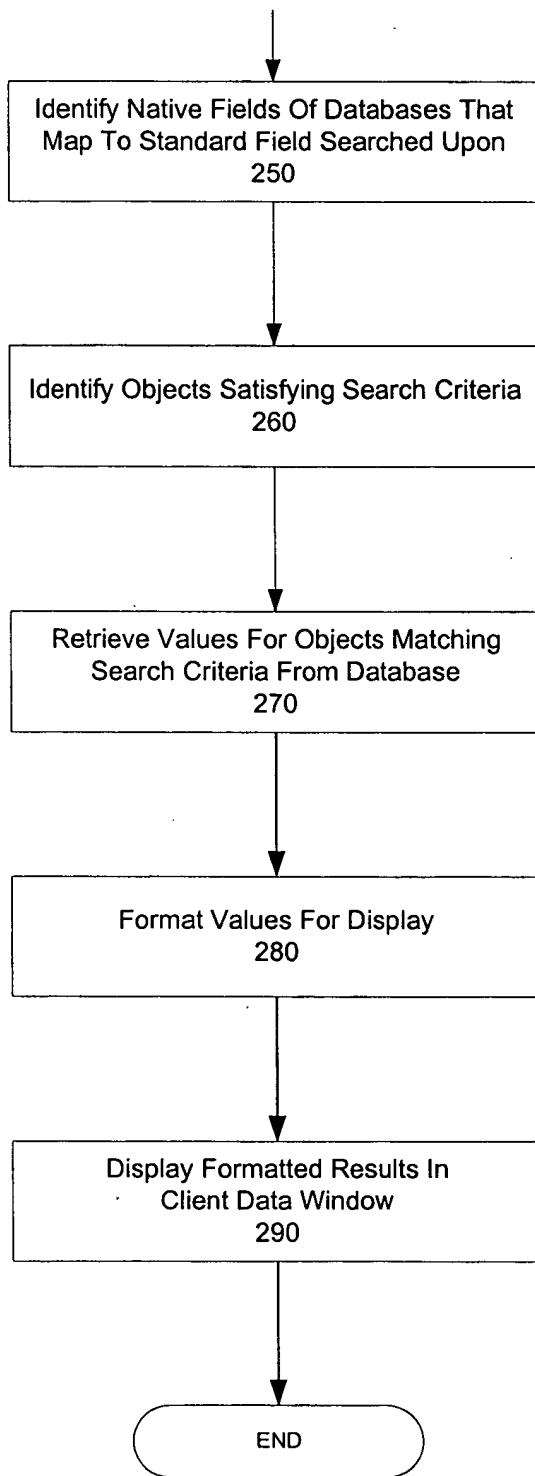 Identify Native Fields Of Databases That
Map To Standard Field Searched Upon
250
Identify Objects Satisfying Search Criteria
260
Retrieve Values For Objects Matching
Search Criteria From Database
270
Format Values For Display
280
Display Formatted Results In
Client Data Window
290
END